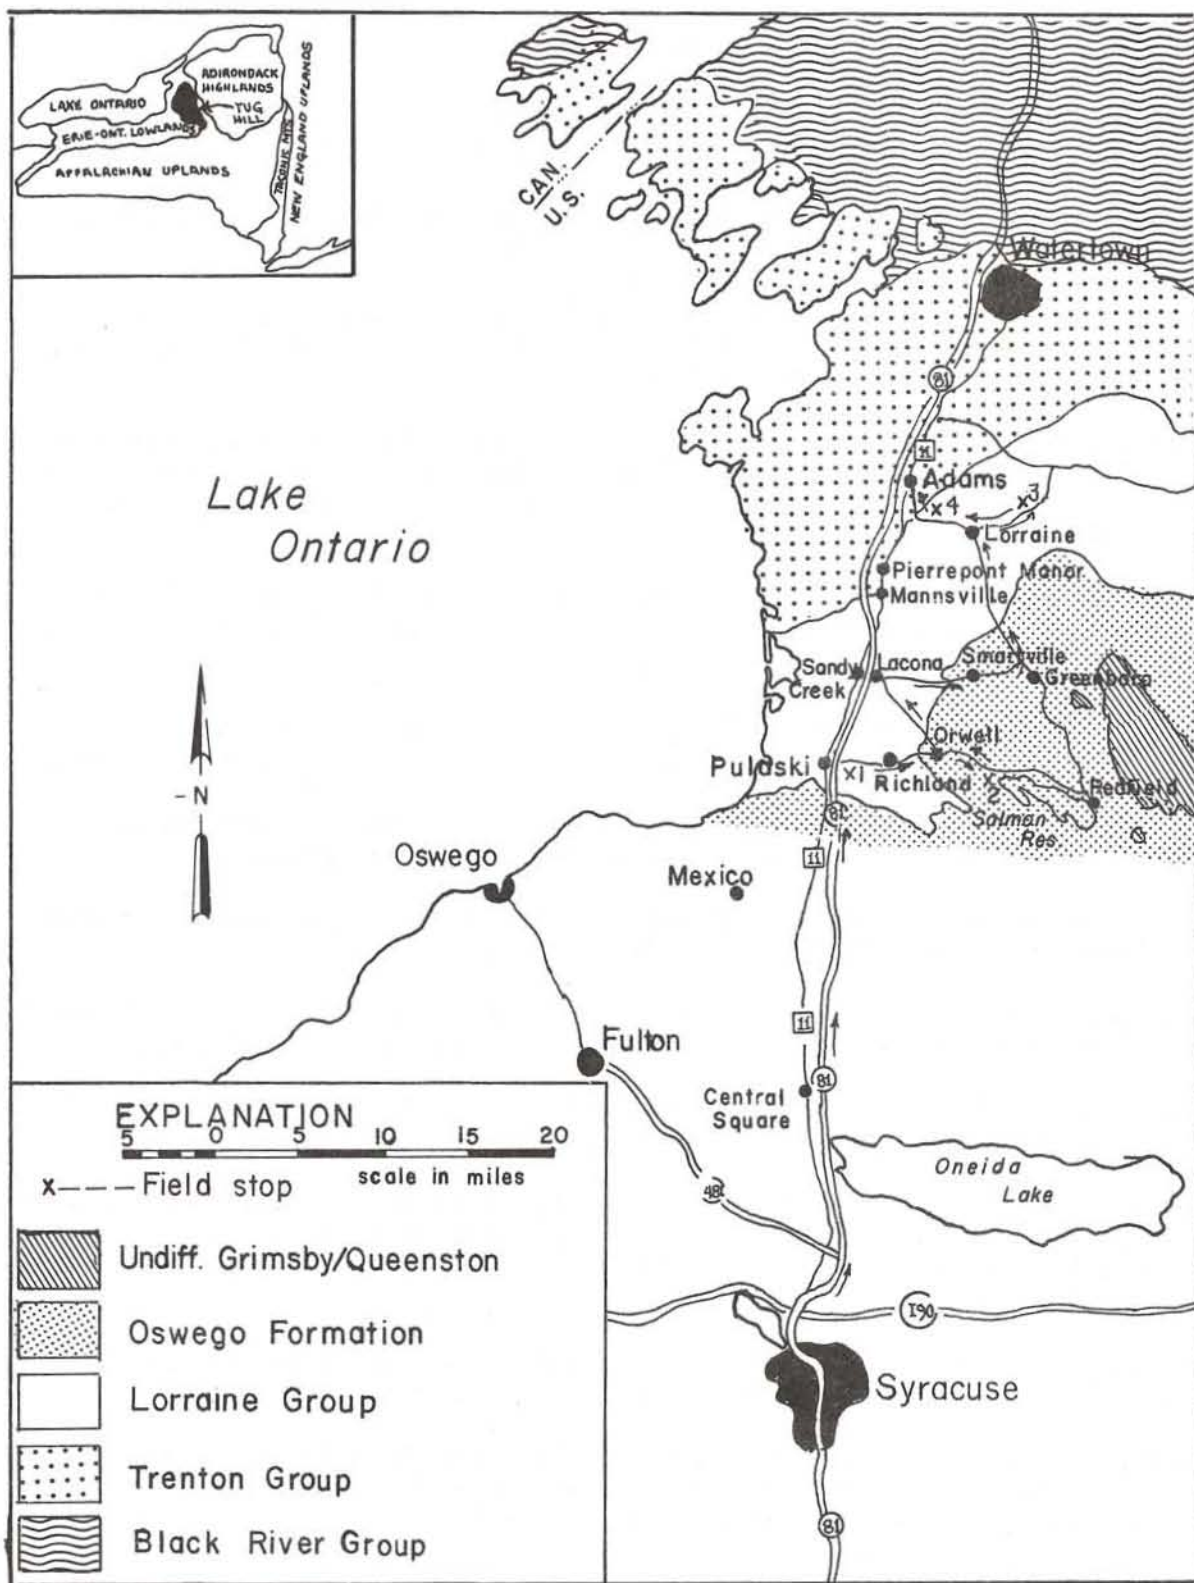 ADIRONDACK
HIGHLANDS
LAKE ONTARIO
TUG
HILL
ERIE-ONT. LOWLANDS
APPALACHIAN UPLANDS
TACONIC MTS.
NEW ENGLAND UPLANDS
CAN.
U.S.
Watertown
81
11
Adams
x3
x4
Lorraine
Lake
Ontario
Pierrepont Manor
Mannsville
Sandy
Creek
Lacona
Smartville
Greenboro
Orwell
Pulaski
x1
Richland
x
2
Redfield
Salmon
Res
81
N
Oswego
11
Mexico
11
Fulton
81
Central
Square
Oneida
Lake
48
I90
Syracuse
81
EXPLANATION
5 0 5 10 15 20
scale in miles
x---- Field stop
Undiff. Grimsby/Queenston
Oswego Formation
Lorraine Group
Trenton Group
Black River Group